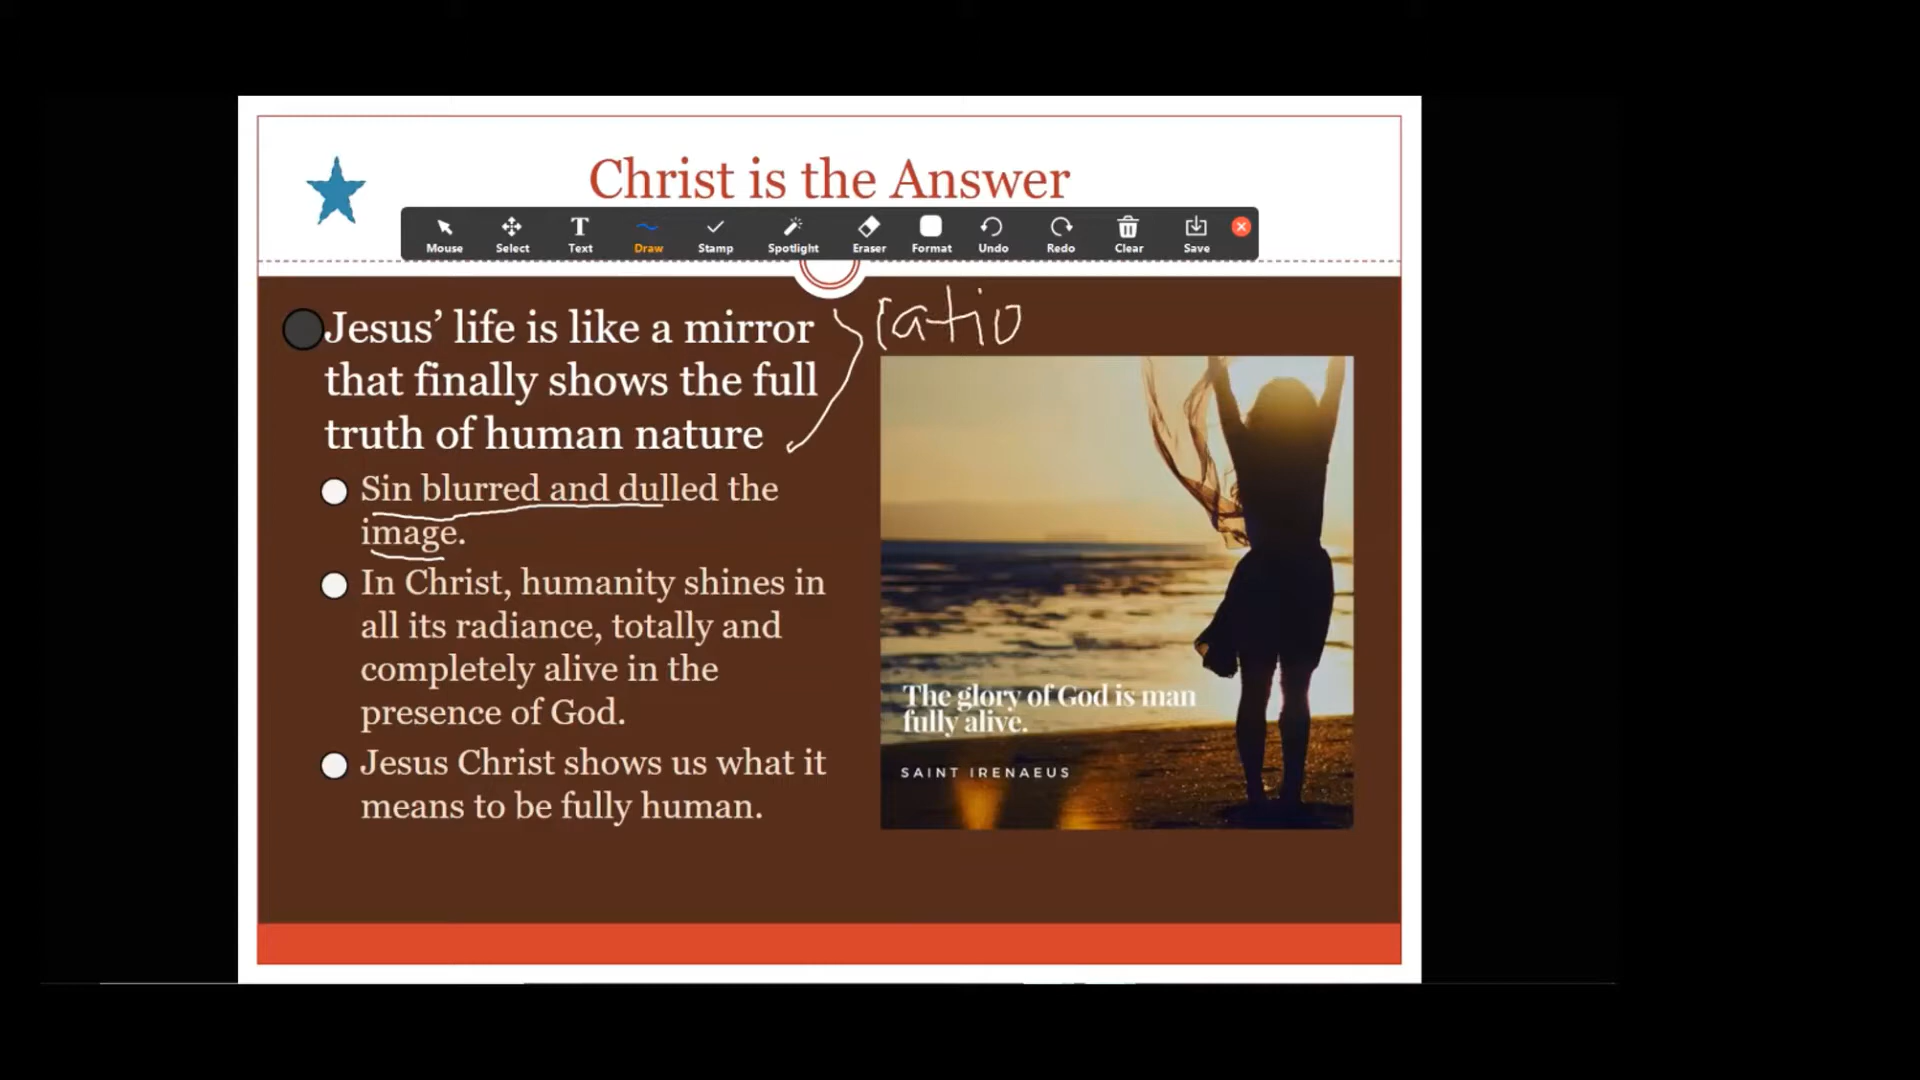 Christ is the Answer
Mouse Select Text Draw Stamp Spotlight Eraser Format Undo Redo Clear Save
ratio
Jesus’ life is like a mirror
that finally shows the full
truth of human nature
Sin blurred and dulled the
image.
In Christ, humanity shines in
all its radiance, totally and
completely alive in the
presence of God.
Jesus Christ shows us what it
means to be fully human.
The glory of God is man
fully alive.
SAINT IRENAEUS